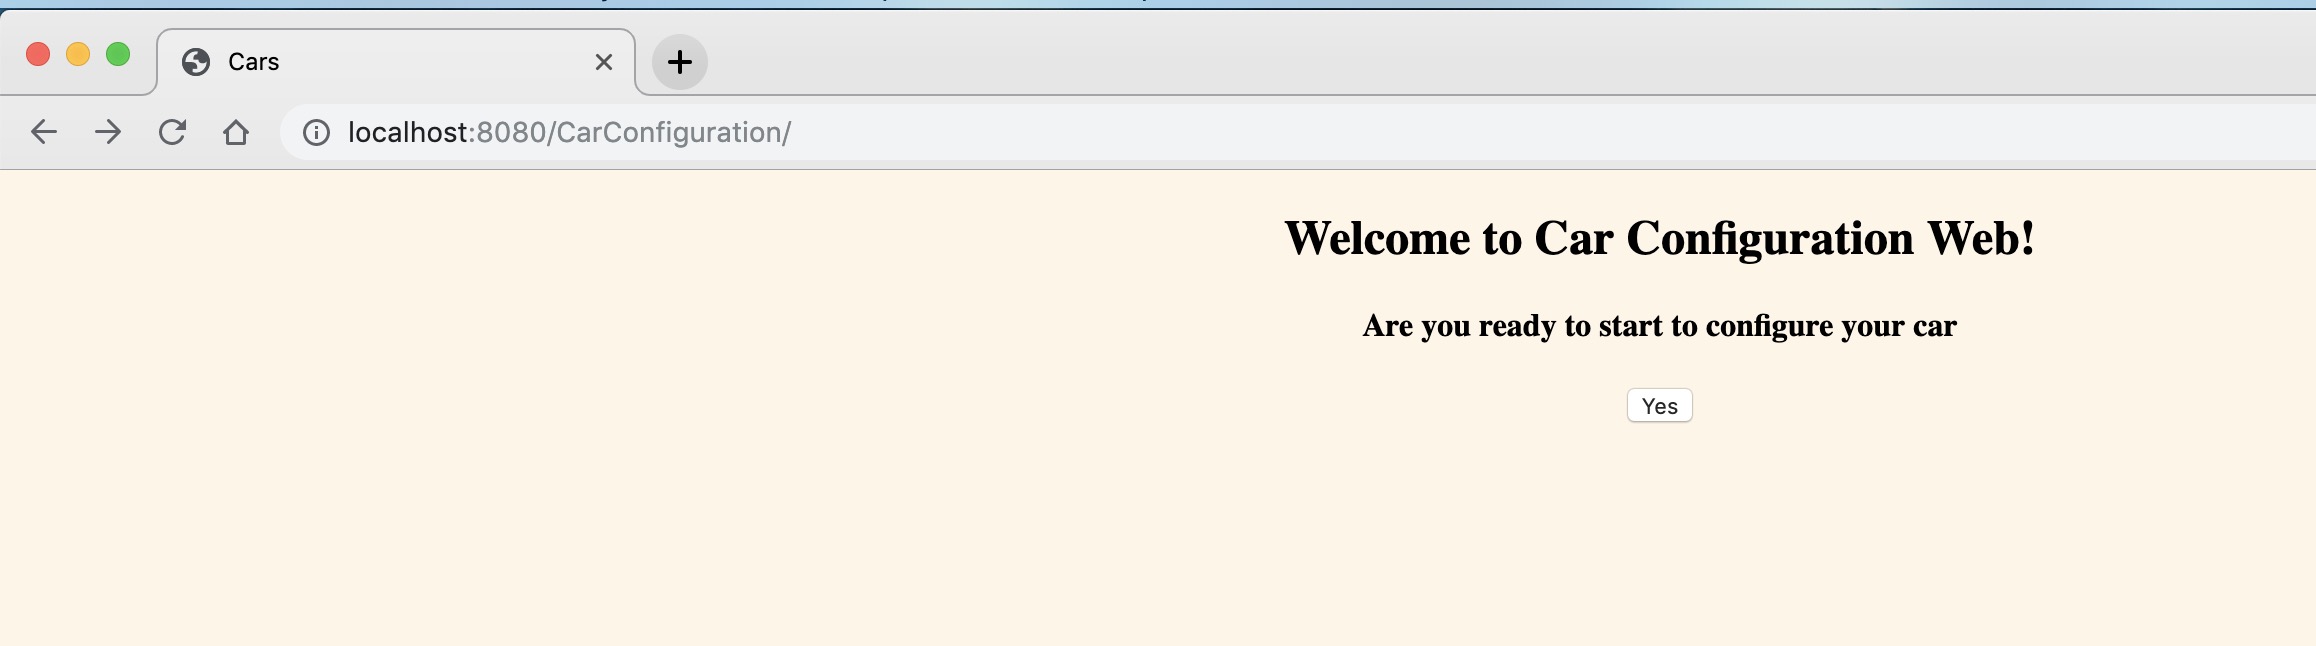 Cars
localhost:8080/CarConfiguration/
Welcome to Car Configuration Web!
Are you ready to start to configure your car
Yes